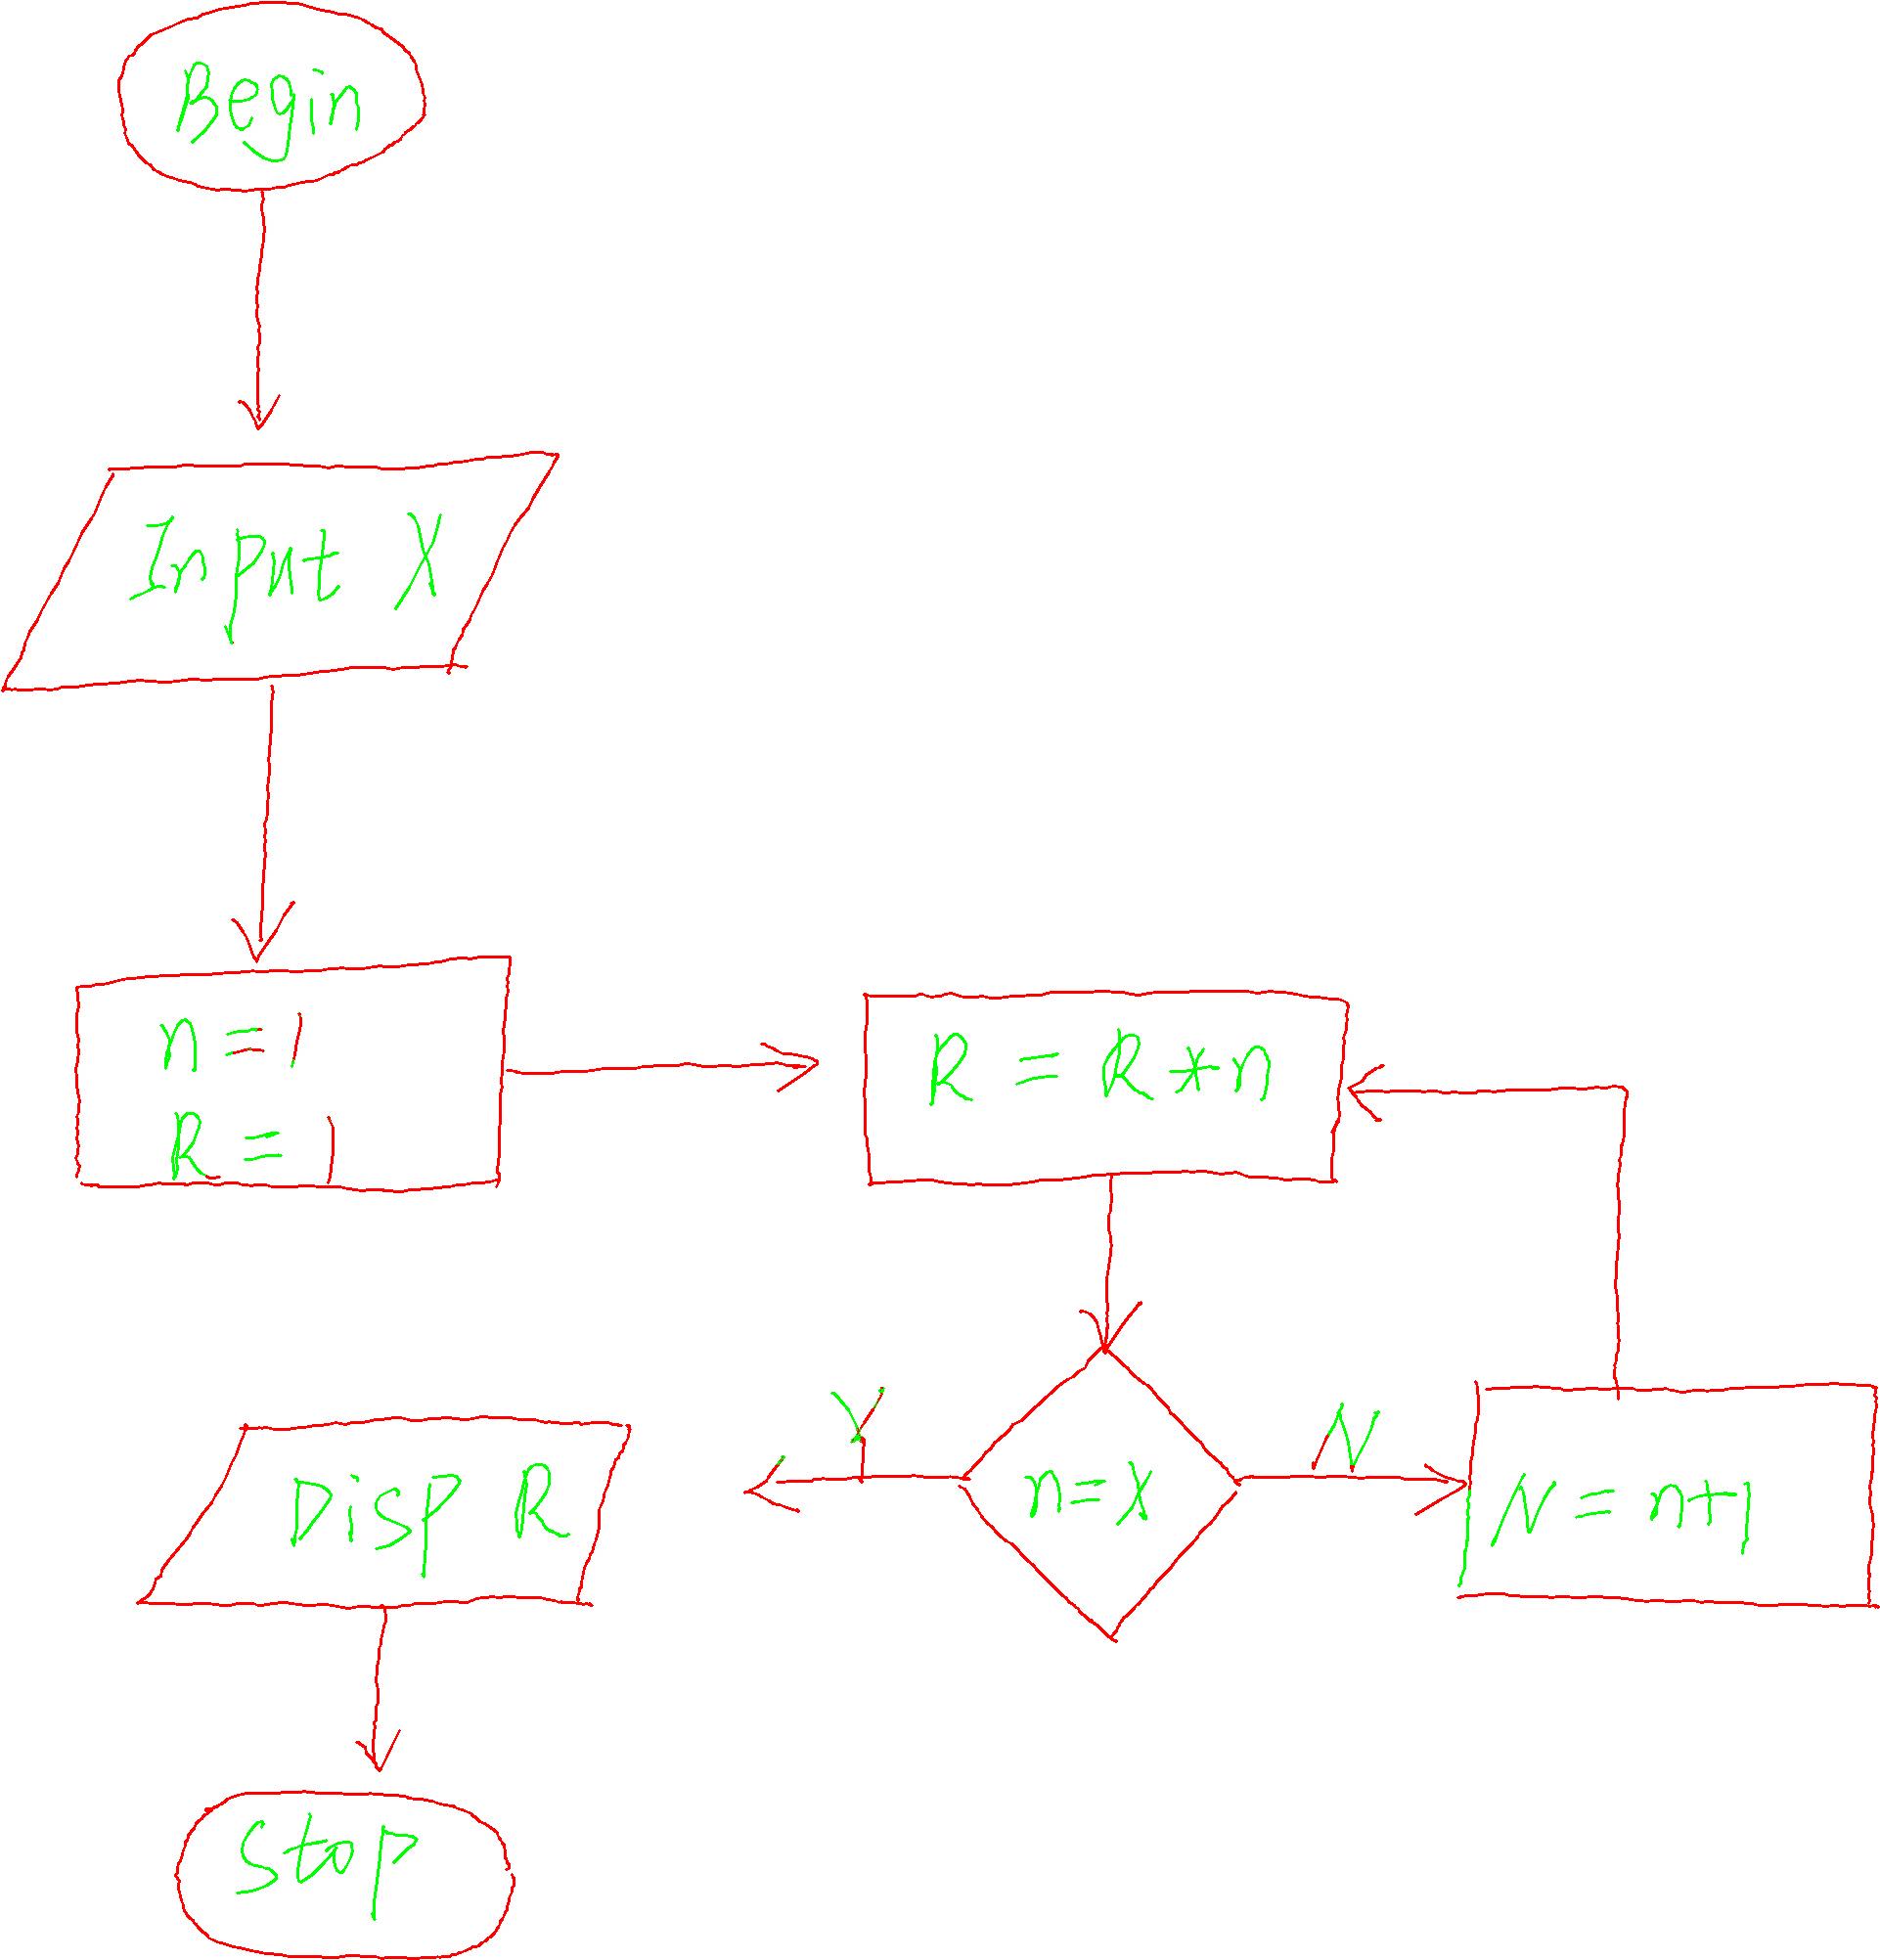 Begin
Input X
n=1
R=1
R=R*n
n=X
Y
N
N=n+1
Disp R
Stop